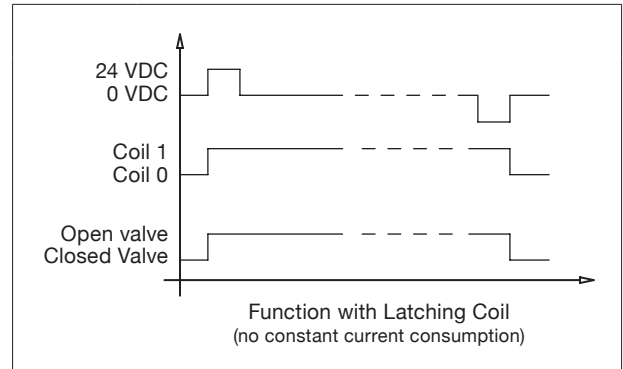 24 VDC
0 VDC
Coil 1
Coil 0
Open valve
Closed Valve
Function with Latching Coil
(no constant current consumption)